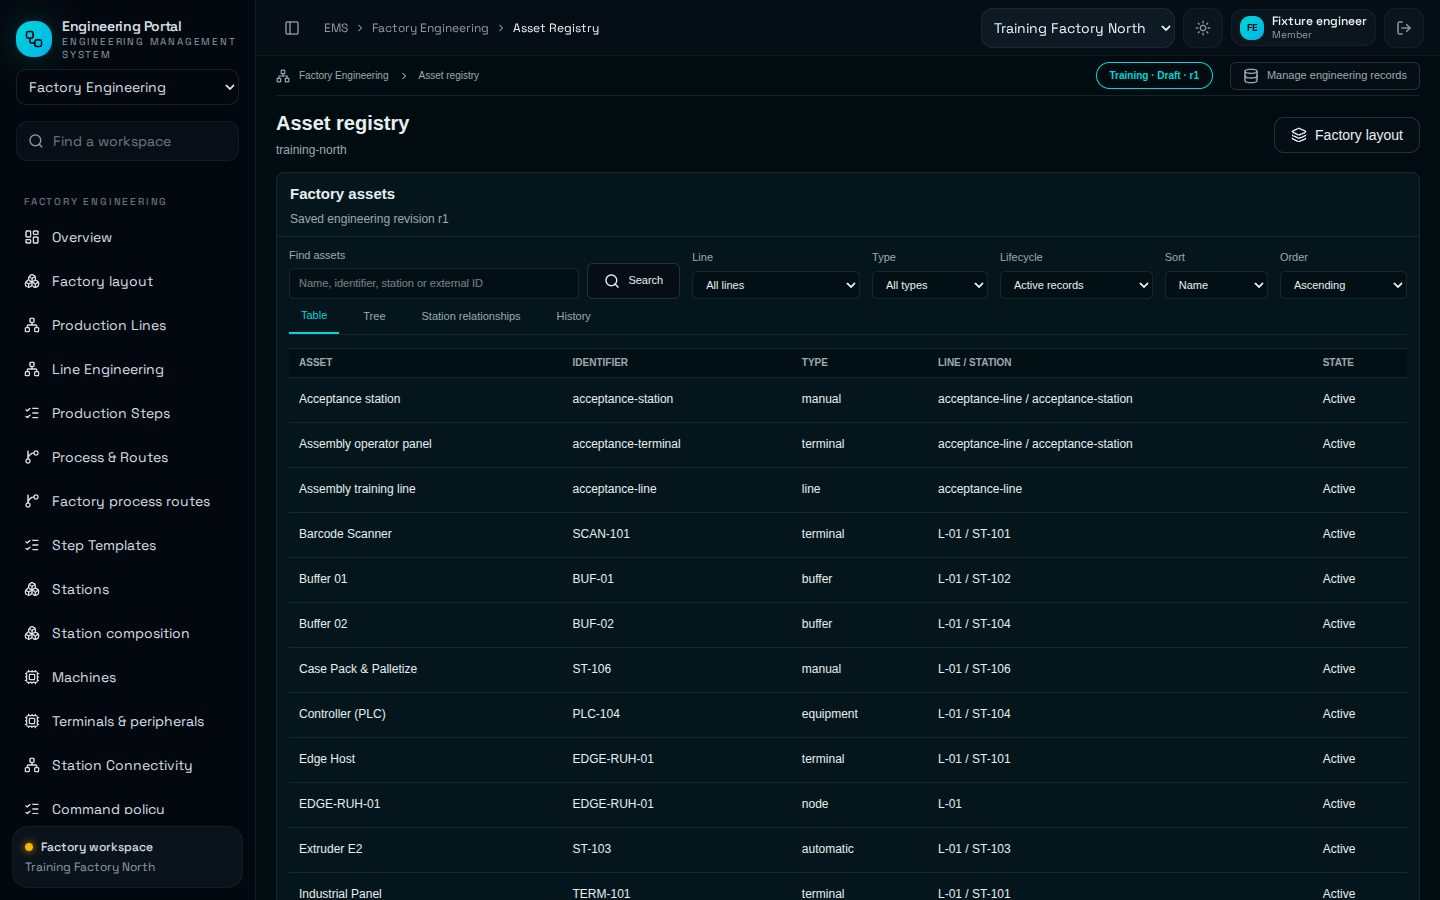 Engineering Portal
ENGINEERING MANAGEMENT
SYSTEM
Factory Engineering
Find a workspace
FACTORY ENGINEERING
Overview
Factory layout
Production Lines
Line Engineering
Production Steps
Process & Routes
Factory process routes
Step Templates
Stations
Station composition
Machines
Terminals & peripherals
Station Connectivity
Command policy
Factory workspace
Training Factory North
EMS > Factory Engineering > Asset Registry
Training Factory North
FE
Fixture engineer
Member
Factory Engineering > Asset registry
Training · Draft · r1
Manage engineering records
Asset registry
training-north
Factory layout
Factory assets
Saved engineering revision r1
Find assets
Name, identifier, station or external ID
Search
Line
All lines
Type
All types
Lifecycle
Active records
Sort
Name
Order
Ascending
Table Tree Station relationships History
ASSET IDENTIFIER TYPE LINE / STATION STATE
Acceptance station acceptance-station manual acceptance-line / acceptance-station Active
Assembly operator panel acceptance-terminal terminal acceptance-line / acceptance-station Active
Assembly training line acceptance-line line acceptance-line Active
Barcode Scanner SCAN-101 terminal L-01 / ST-101 Active
Buffer 01 BUF-01 buffer L-01 / ST-102 Active
Buffer 02 BUF-02 buffer L-01 / ST-104 Active
Case Pack & Palletize ST-106 manual L-01 / ST-106 Active
Controller (PLC) PLC-104 equipment L-01 / ST-104 Active
Edge Host EDGE-RUH-01 terminal L-01 / ST-101 Active
EDGE-RUH-01 EDGE-RUH-01 node L-01 Active
Extruder E2 ST-103 automatic L-01 / ST-103 Active
Industrial Panel TERM-101 terminal L-01 / ST-101 Active